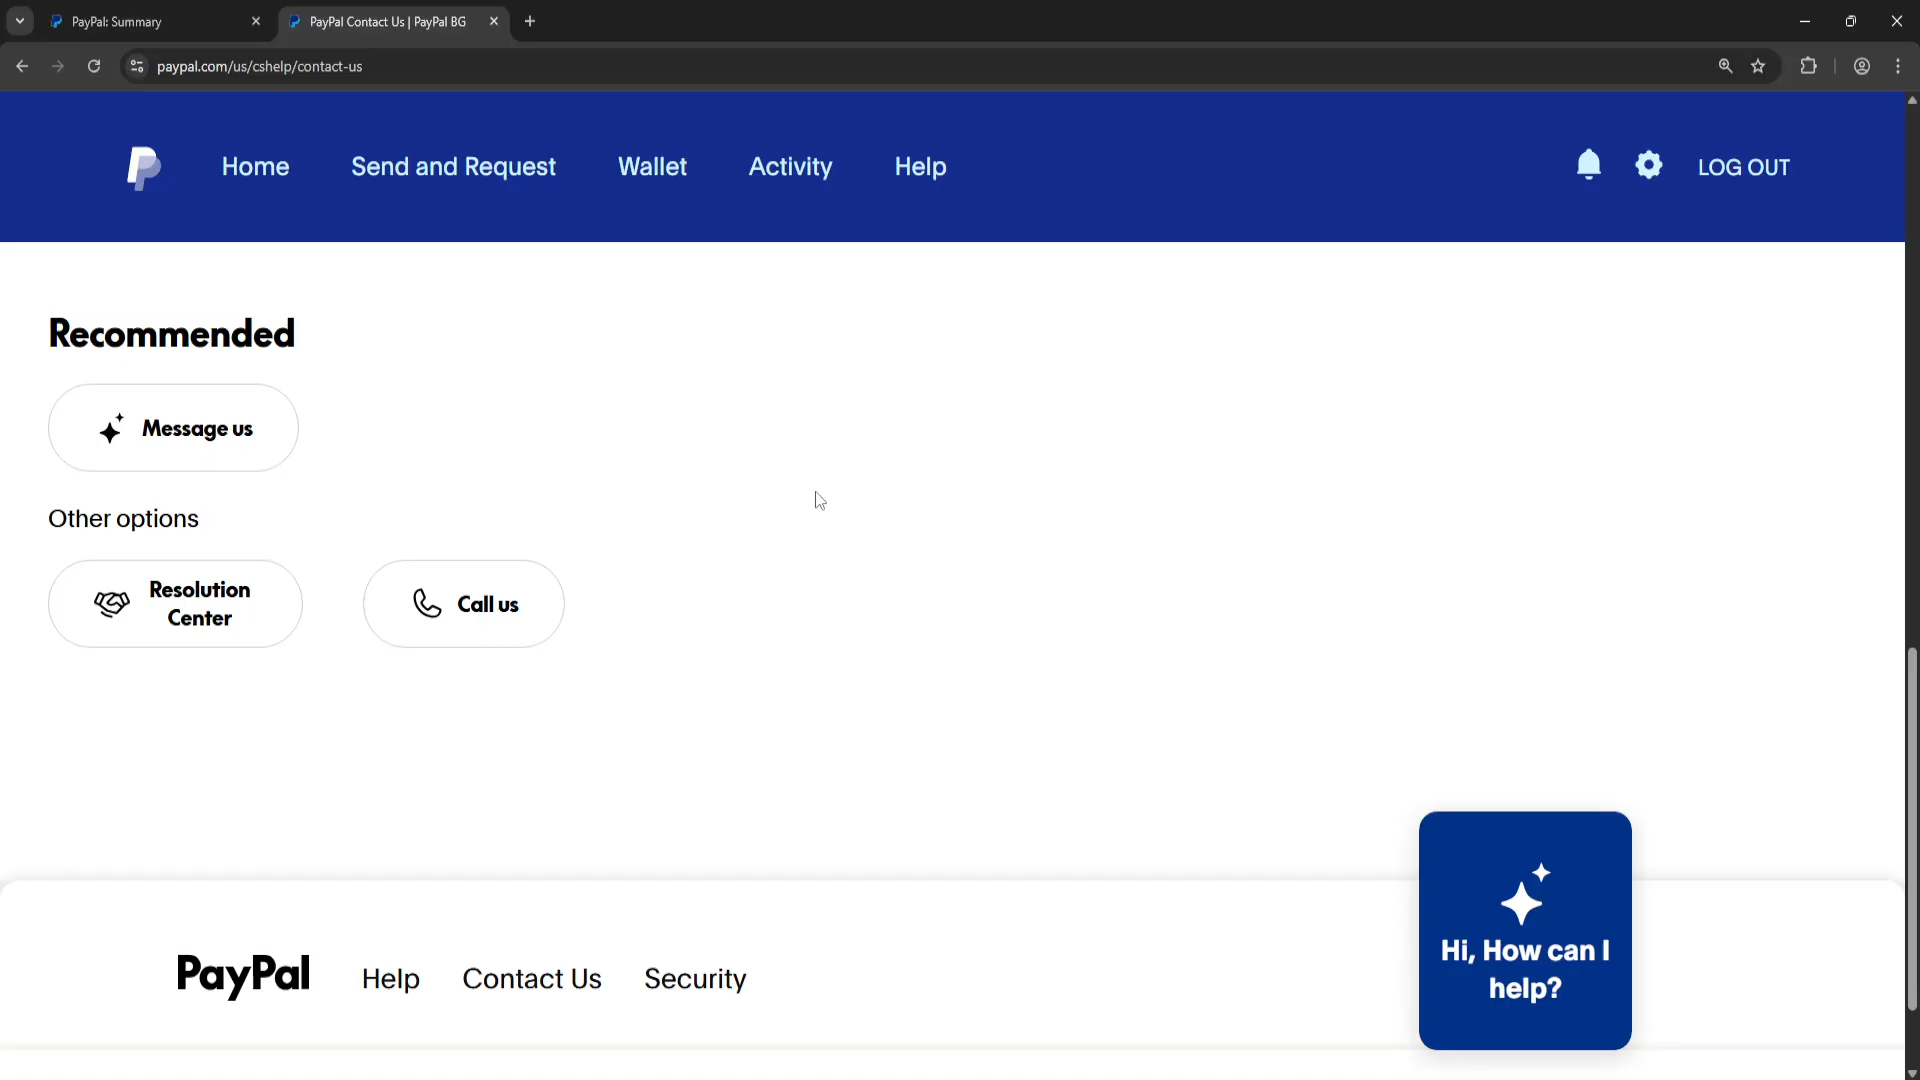 PayPal: Summary
PayPal Contact Us | PayPal BG
paypal.com/us/cshelp/contact-us
Home
Send and Request
Wallet
Activity
Help
LOG OUT
Recommended
Message us
Other options
Resolution
Center
Call us
Hi, How can I
help?
PayPal
Help
Contact Us
Security